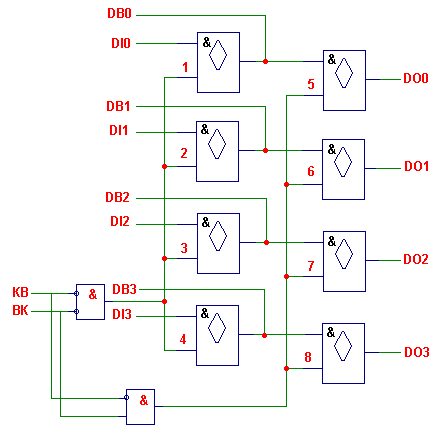 DB0
DI0 & &
1 5 DO0
DB1
DI1 & &
2 6 DO1
DB2
DI2 & &
3 7 DO2
KB & DB3
BK DI3 & &
4 8 DO3
&